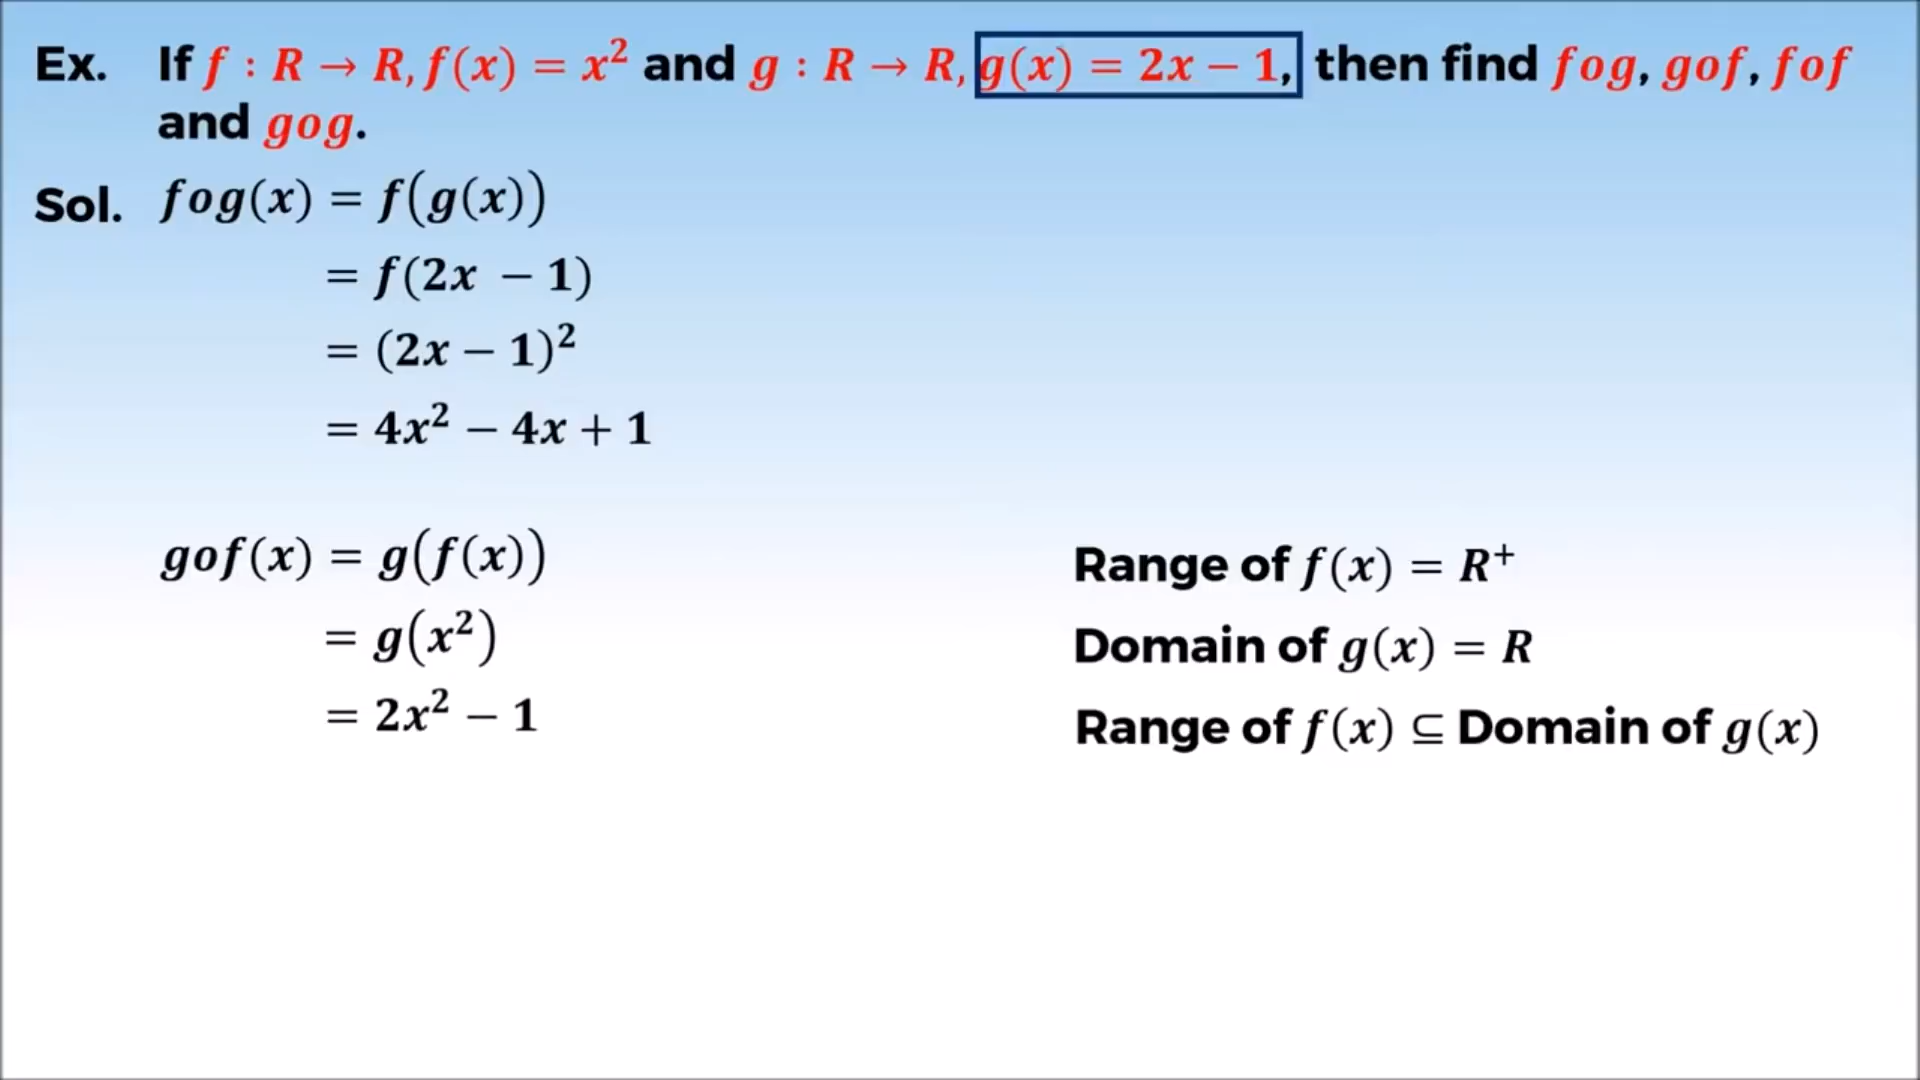 Ex. If f : R → R, f(x) = x² and g : R → R, g(x) = 2x − 1, then find fog, gof, fof
and gog.
Sol. fog(x) = f(g(x))
= f(2x − 1)
= (2x − 1)²
= 4x² − 4x + 1
gof(x) = g(f(x))
= g(x²)
= 2x² − 1
Range of f(x) = R⁺
Domain of g(x) = R
Range of f(x) ⊆ Domain of g(x)